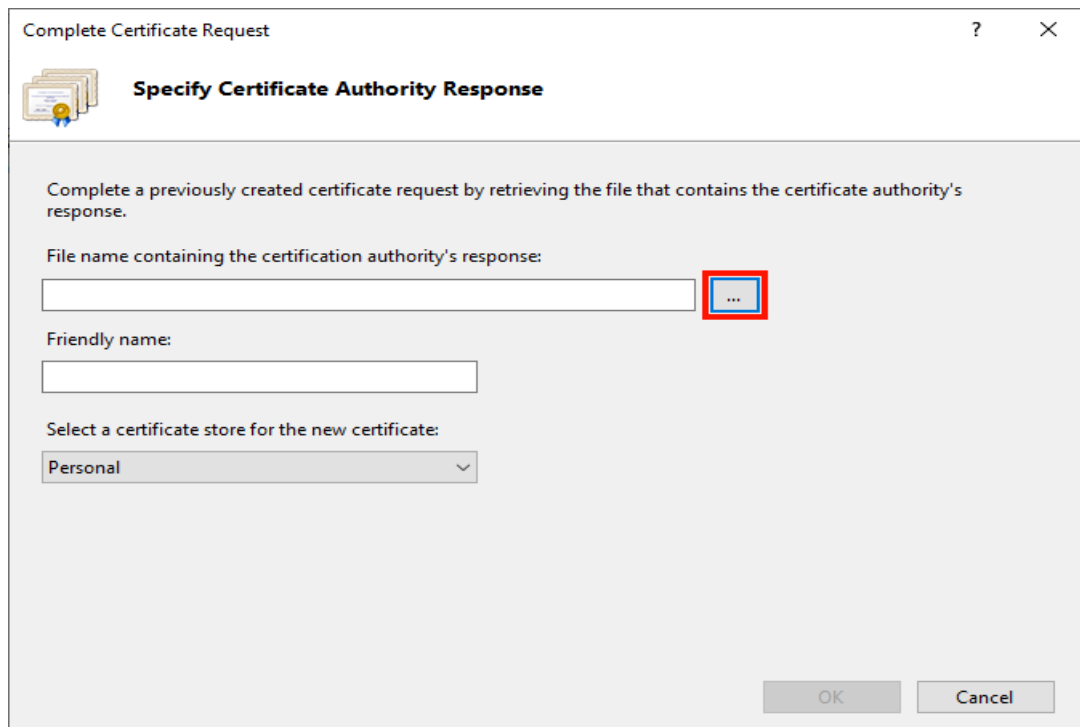 Complete Certificate Request
?
Specify Certificate Authority Response
Complete a previously created certificate request by retrieving the file that contains the certificate authority's
response.
File name containing the certification authority's response:
...
Friendly name:
Select a certificate store for the new certificate:
Personal
OK
Cancel